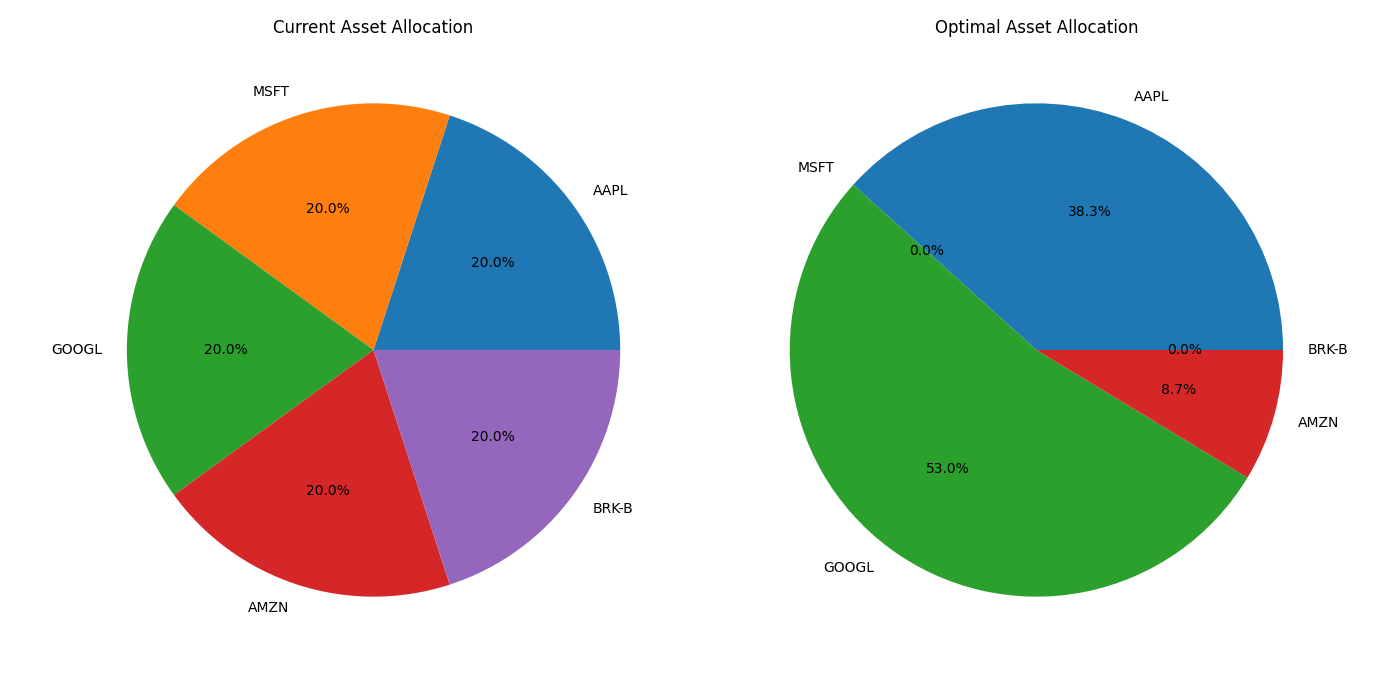 Current Asset Allocation
MSFT
AAPL
20.0%
20.0%
GOOGL
20.0%
20.0%
20.0%
BRK-B
AMZN
Optimal Asset Allocation
AAPL
MSFT
38.3%
0.0%
0.0%
BRK-B
8.7%
AMZN
53.0%
GOOGL